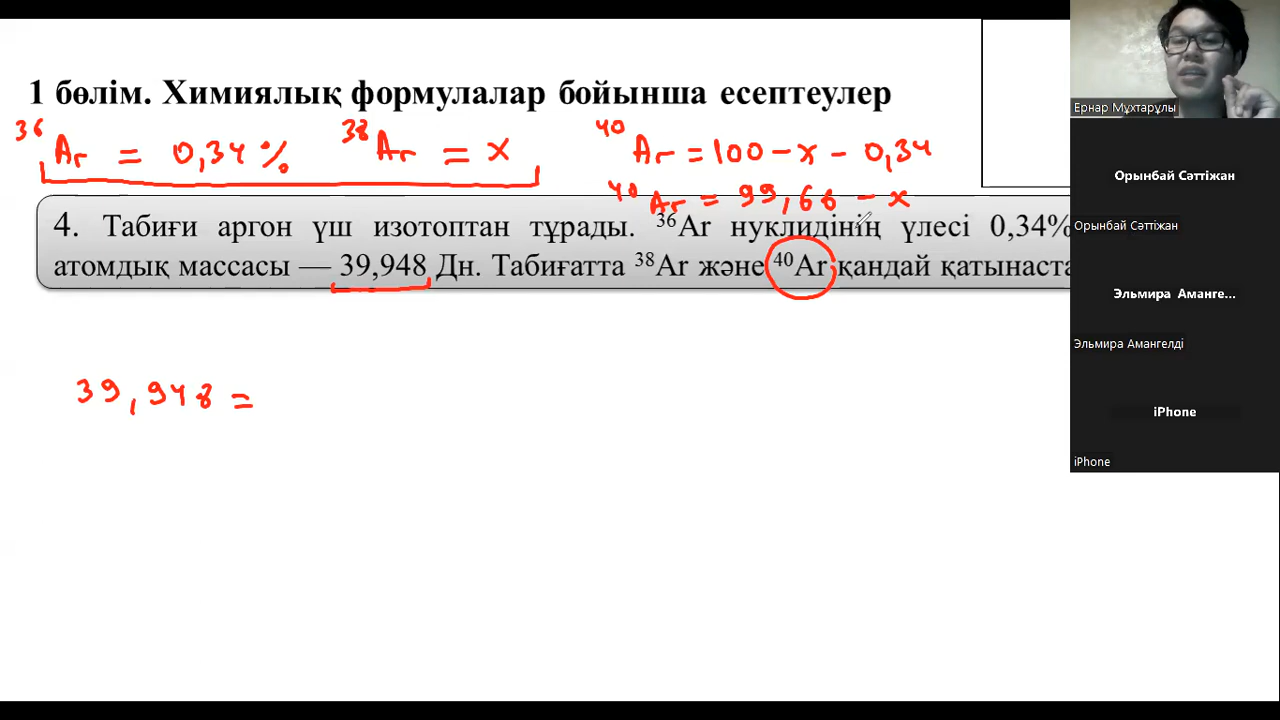 1 бөлім. Химиялық формулалар бойынша есептеулер
³⁶Ar = 0,34 % ³⁸Ar = x ⁴⁰Ar = 100 - x - 0,34
⁴⁰Ar = 99,66 - x
4. Табиғи аргон үш изотоптан тұрады. ³⁶Ar нуклидінің үлесі 0,34%
атомдық массасы — 39,948 Дн. Табиғатта ³⁸Ar және ⁴⁰Ar қандай қатынаста
39,948 =
Ернар Мұхтарұлы
Орынбай Сәттіжан
Орынбай Сәттіжан
Эльмира Аманге...
Эльмира Амангелді
iPhone
iPhone